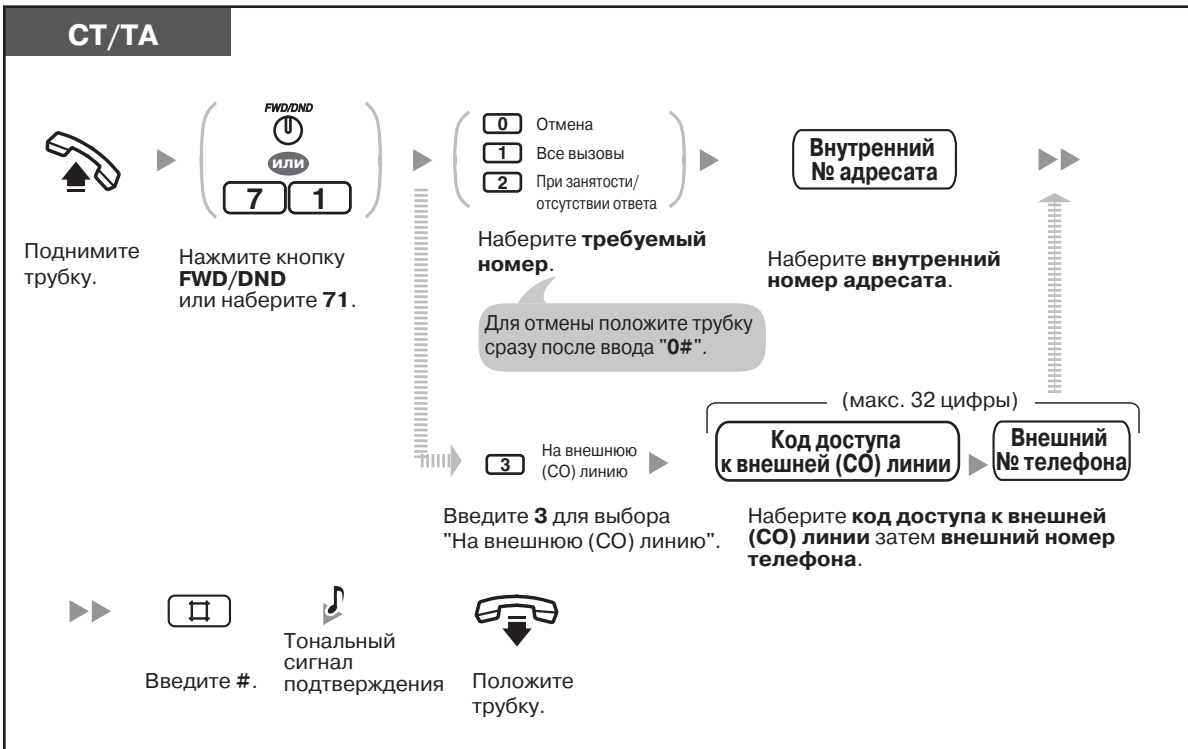 СТ/ТА
FWD/DND
или
7 1
0 Отмена
1 Все вызовы
2 При занятости/
отсутствии ответа
Внутренний
№ адресата
Поднимите
трубку.
Нажмите кнопку
FWD/DND
или наберите 71.
Наберите требуемый
номер.
Для отмены положите трубку
сразу после ввода "0#".
Наберите внутренний
номер адресата.
3 На внешнюю
(СО) линию
(макс. 32 цифры)
Код доступа
к внешней (СО) линии
Внешний
№ телефона
Введите 3 для выбора
"На внешнюю (СО) линию".
Наберите код доступа к внешней
(СО) линии затем внешний номер
телефона.
Введите #.
Тональный
сигнал
подтверждения
Положите
трубку.